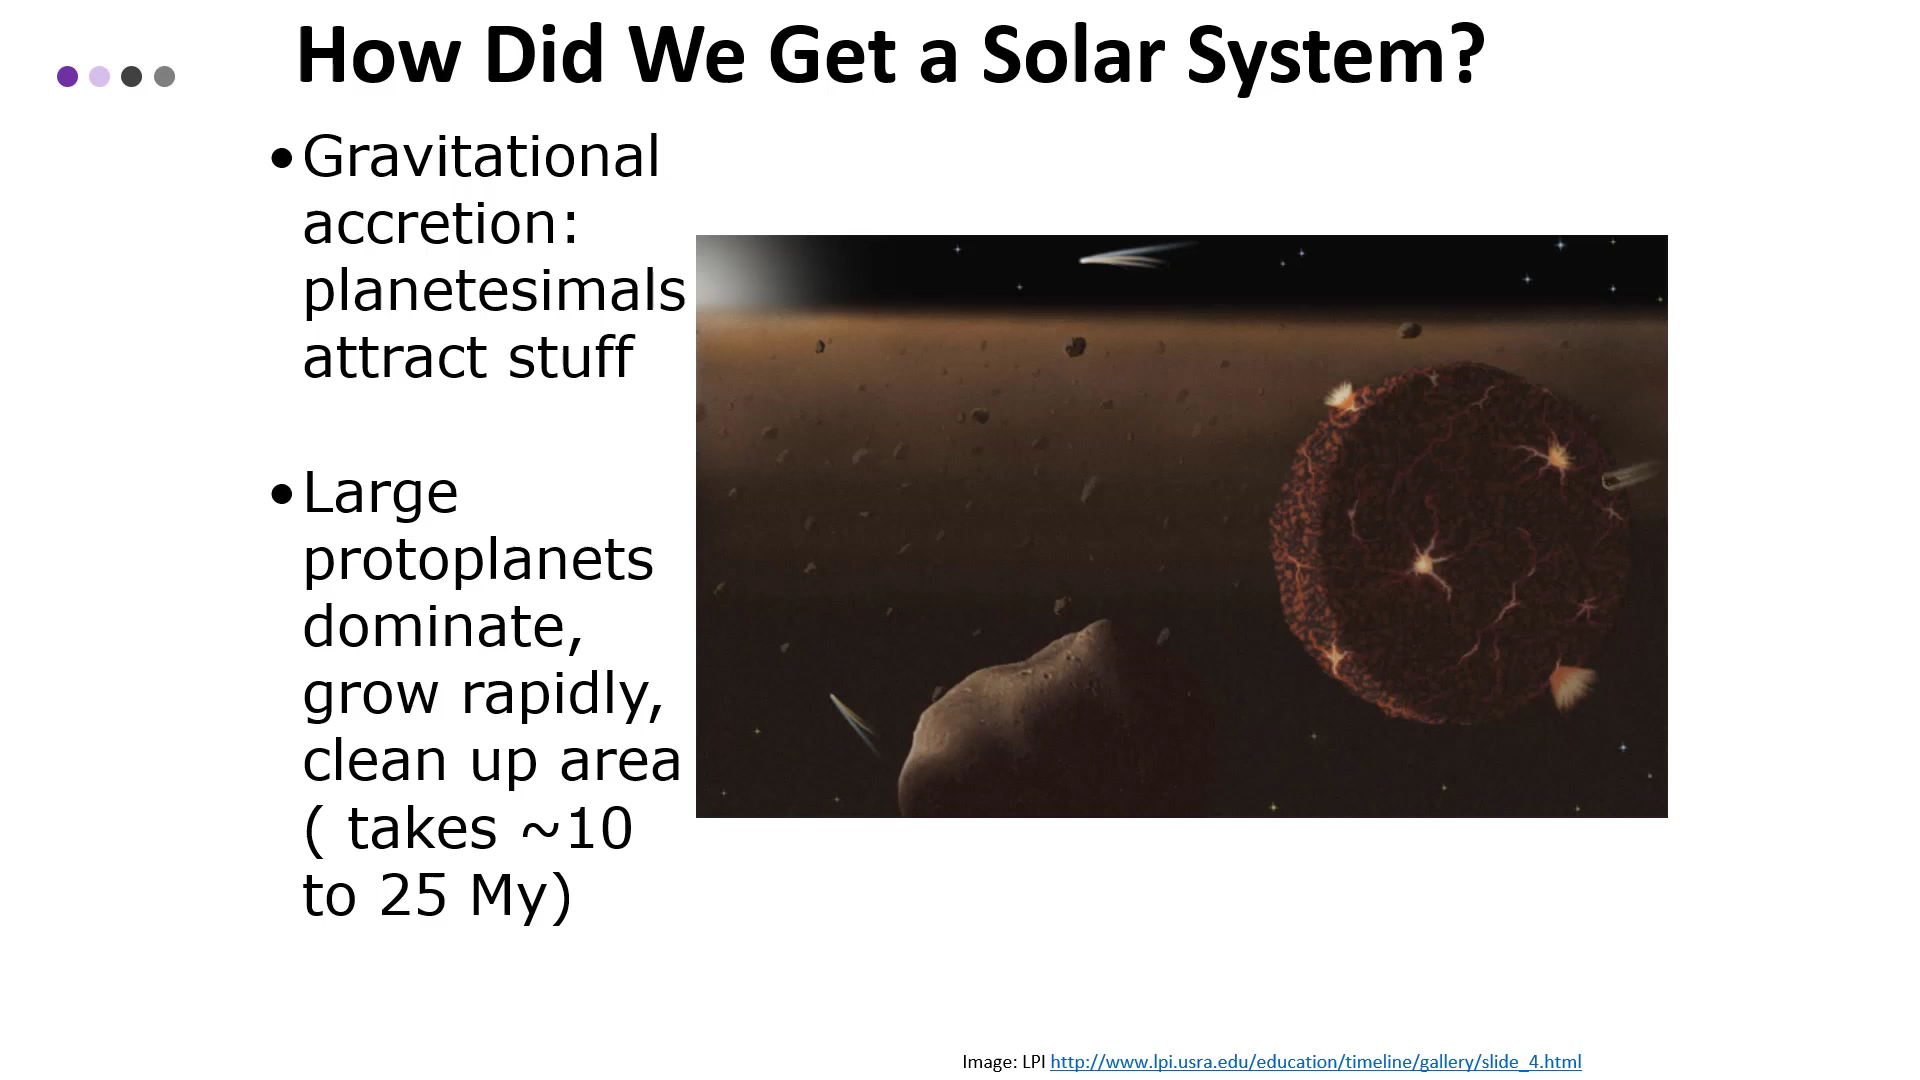 How Did We Get a Solar System?
•Gravitational
accretion:
planetesimals
attract stuff
•Large
protoplanets
dominate,
grow rapidly,
clean up area
( takes ~10
to 25 My)
Image: LPI http://www.lpi.usra.edu/education/timeline/gallery/slide_4.html